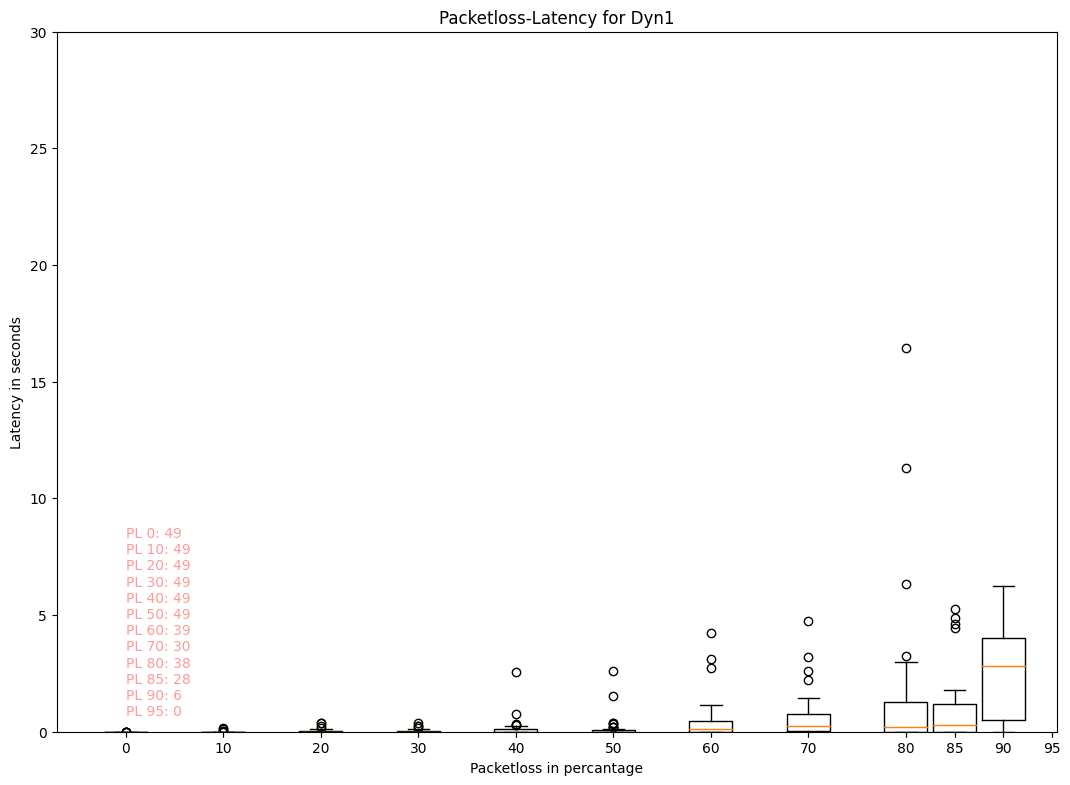 Packetloss-Latency for Dyn1
30
25
20
15
10
5
0
Latency in seconds
PL 0: 49
PL 10: 49
PL 20: 49
PL 30: 49
PL 40: 49
PL 50: 49
PL 60: 39
PL 70: 30
PL 80: 38
PL 85: 28
PL 90: 6
PL 95: 0
0 10 20 30 40 50 60 70 80 85 90 95
Packetloss in percantage